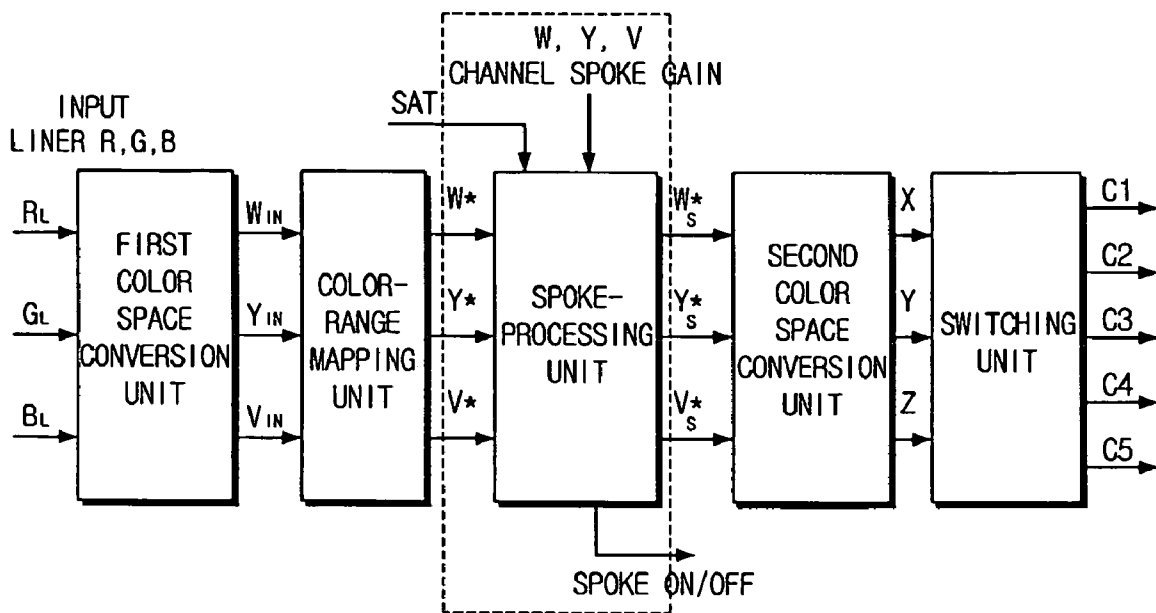 W, Y, V
CHANNEL SPOKE GAIN
SAT
INPUT
LINER R,G,B
RL
GL
BL
FIRST
COLOR
SPACE
CONVERSION
UNIT
WIN
YIN
VIN
COLOR-
RANGE
MAPPING
UNIT
W*
Y*
V*
SPOKE-
PROCESSING
UNIT
W*s
Y*s
V*s
SECOND
COLOR
SPACE
CONVERSION
UNIT
X
Y
Z
SWITCHING
UNIT
C1
C2
C3
C4
C5
SPOKE ON/OFF